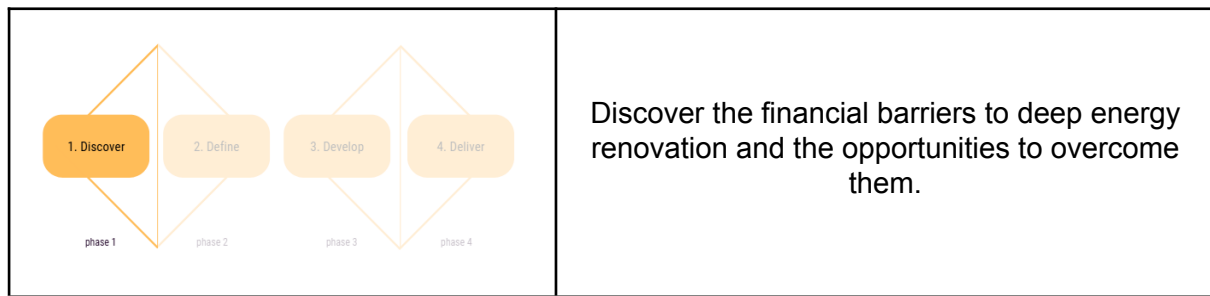 1. Discover
2. Define
3. Develop
4. Deliver
phase 1
phase 2
phase 3
phase 4
Discover the financial barriers to deep energy
renovation and the opportunities to overcome
them.